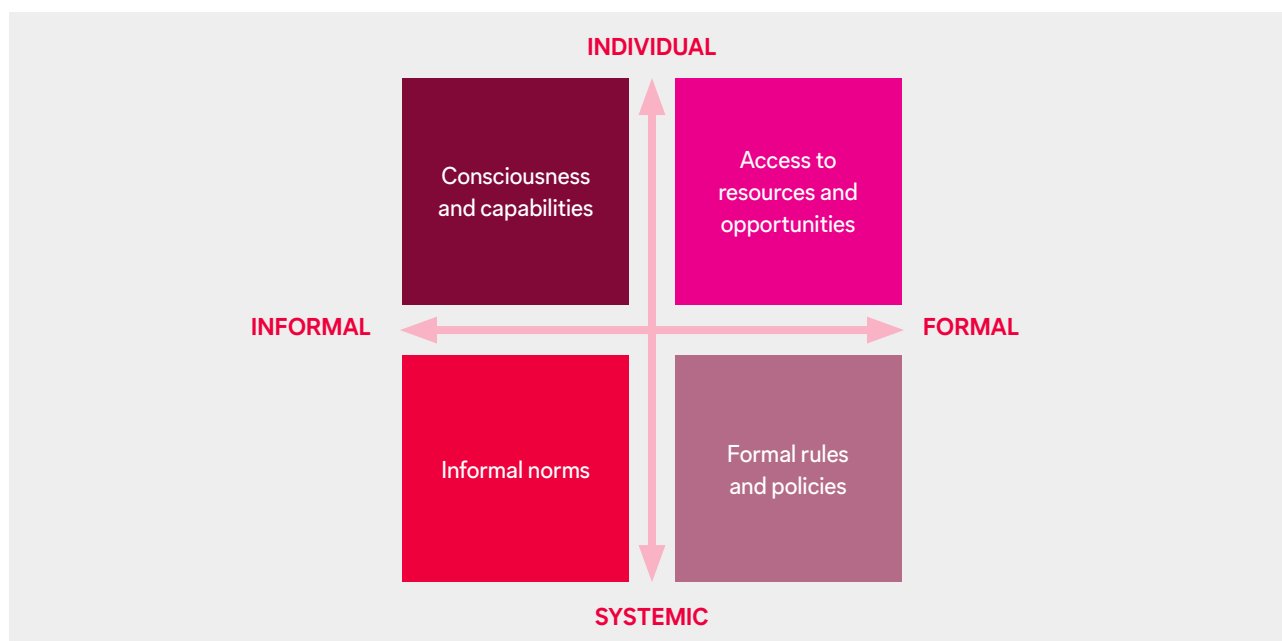 INDIVIDUAL
Consciousness
and capabilities
Access to
resources and
opportunities
INFORMAL
FORMAL
Informal norms
Formal rules
and policies
SYSTEMIC